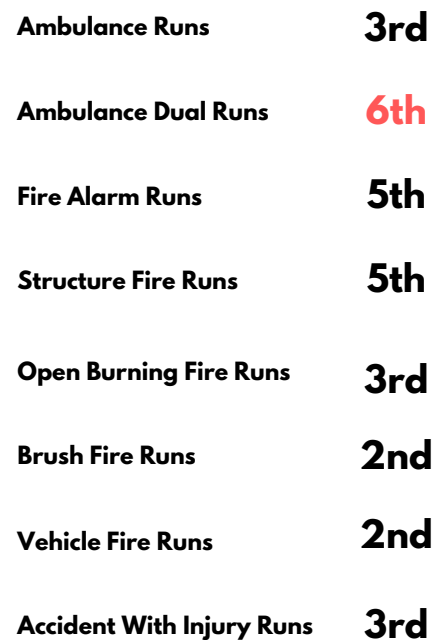 Ambulance Runs 3rd
Ambulance Dual Runs 6th
Fire Alarm Runs 5th
Structure Fire Runs 5th
Open Burning Fire Runs 3rd
Brush Fire Runs 2nd
Vehicle Fire Runs 2nd
Accident With Injury Runs 3rd